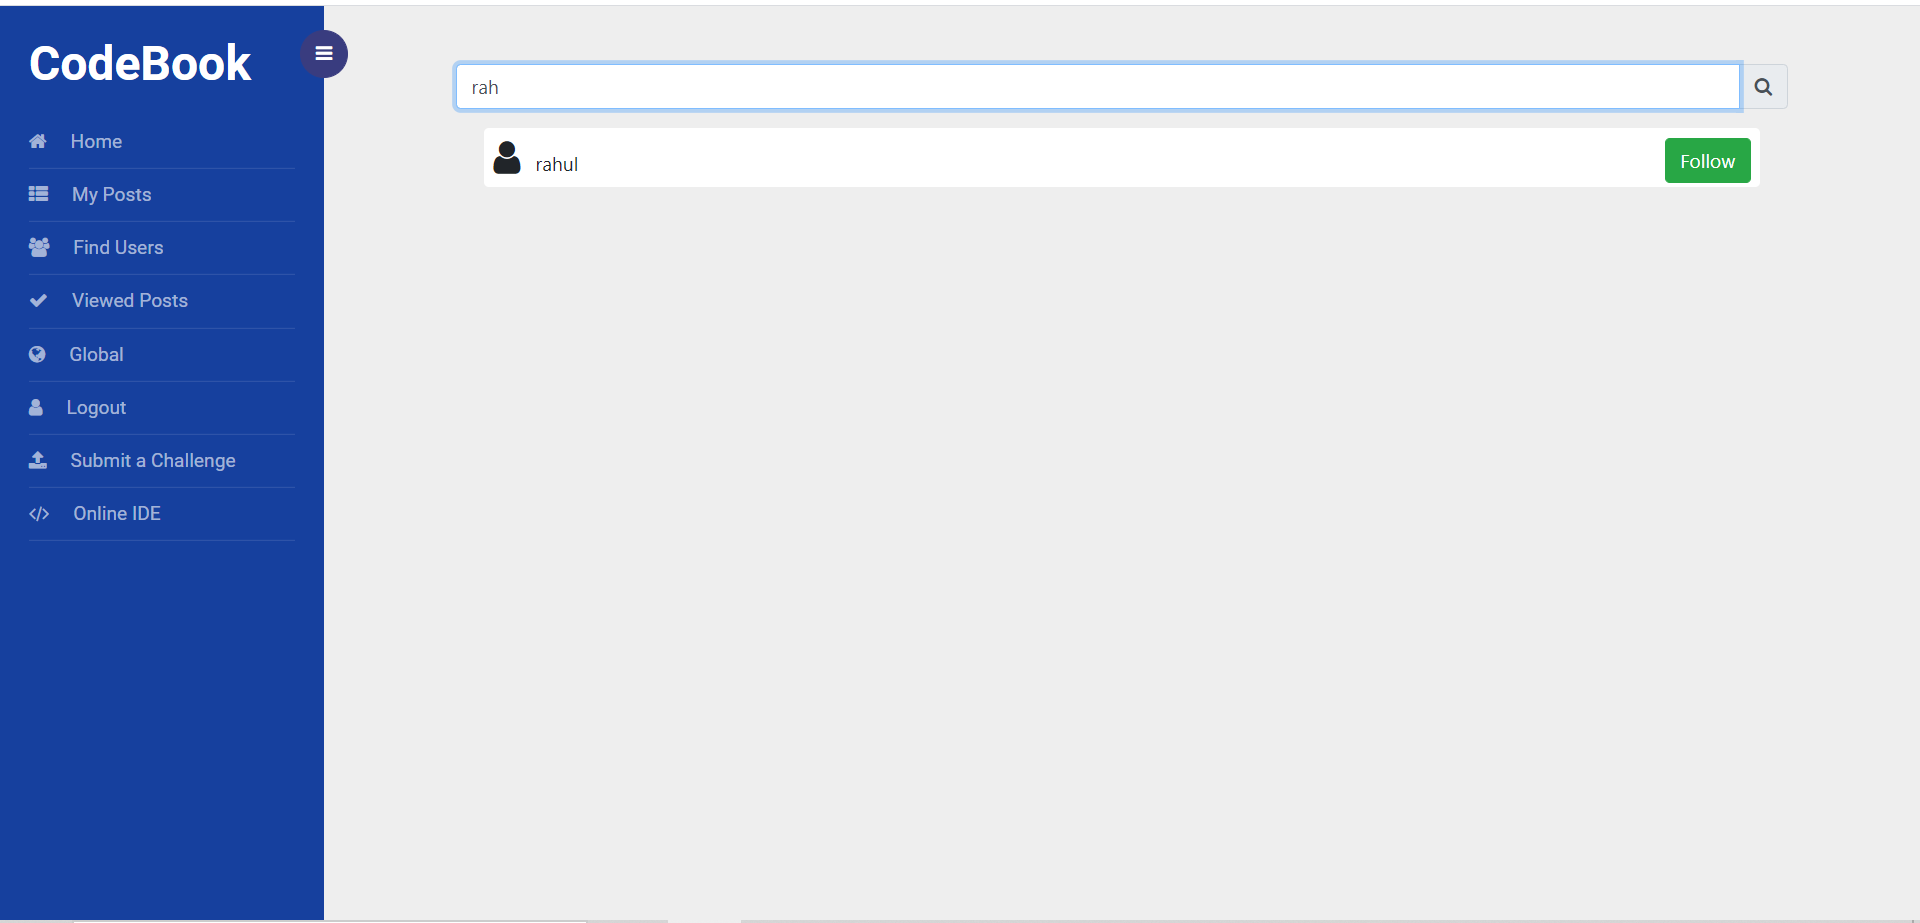 CodeBook
Home
My Posts
Find Users
Viewed Posts
Global
Logout
Submit a Challenge
Online IDE
rah
rahul
Follow